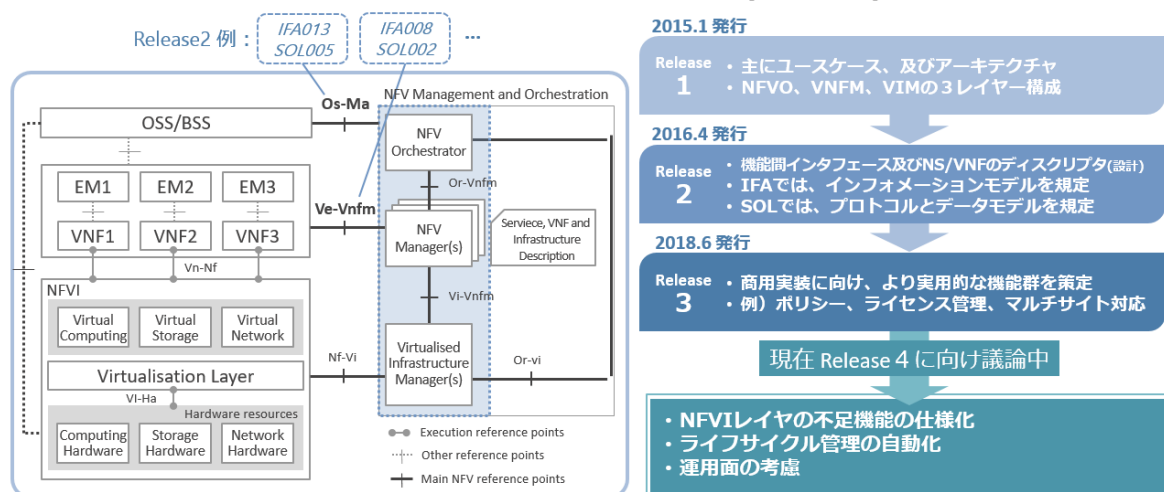 Release2 例：
IFA013
SOL005
IFA008
SOL002
…
Os-Ma
NFV Management and Orchestration
OSS/BSS
NFV
Orchestrator
Or-Vnfm
EM1
EM2
EM3
Ve-Vnfm
VNF1
VNF2
VNF3
NFV
Manager(s)
Serviece, VNF and
Infrastructure
Description
Vn-Nf
NFVI
Vi-Vnfm
Virtual
Computing
Virtual
Storage
Virtual
Network
Virtualised
Infrastructure
Manager(s)
Nf-Vi
Or-vi
Virtualisation Layer
VI-Ha
Hardware resources
Computing
Hardware
Storage
Hardware
Network
Hardware
Execution reference points
Other reference points
Main NFV reference points
2015.1 発行
Release
1
・主にユースケース、及びアーキテクチャ
・NFVO、VNFM、VIMの３レイヤー構成
2016.4 発行
Release
2
・機能間インタフェース及びNS/VNFのディスクリプタ(設計)
・IFAでは、インフォメーションモデルを規定
・SOLでは、プロトコルとデータモデルを規定
2018.6 発行
Release
3
・商用実装に向け、より実用的な機能群を策定
・例）ポリシー、ライセンス管理、マルチサイト対応
現在 Release 4 に向け議論中
・NFVIレイヤの不足機能の仕様化
・ライフサイクル管理の自動化
・運用面の考慮